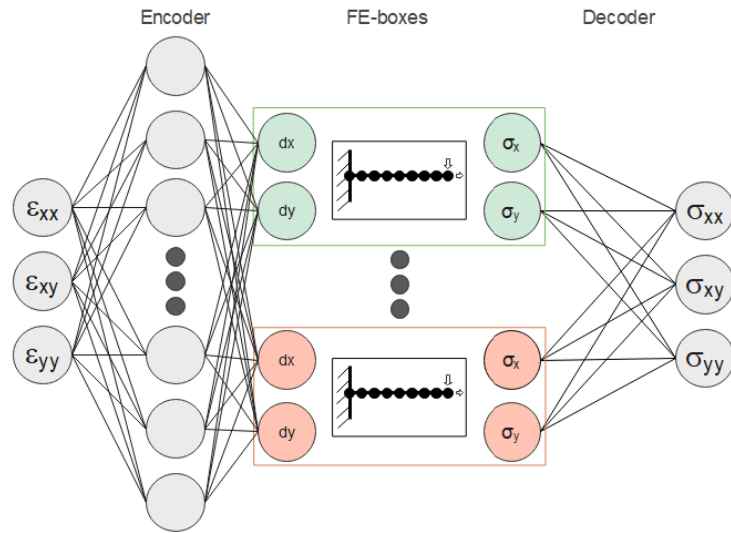 Encoder FE-boxes Decoder
dx σx
dy σy
εxx σxx
εxy σxy
εyy σyy
dx σx
dy σy